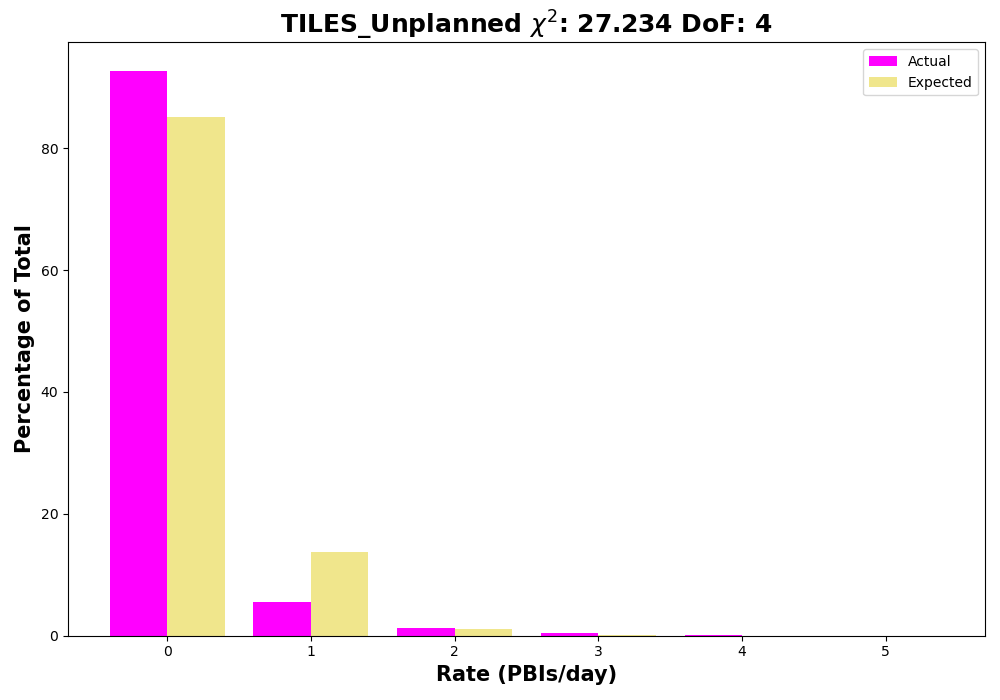 TILES_Unplanned χ²: 27.234 DoF: 4
Actual
Expected
Percentage of Total
80
60
40
20
0
0 1 2 3 4 5
Rate (PBIs/day)